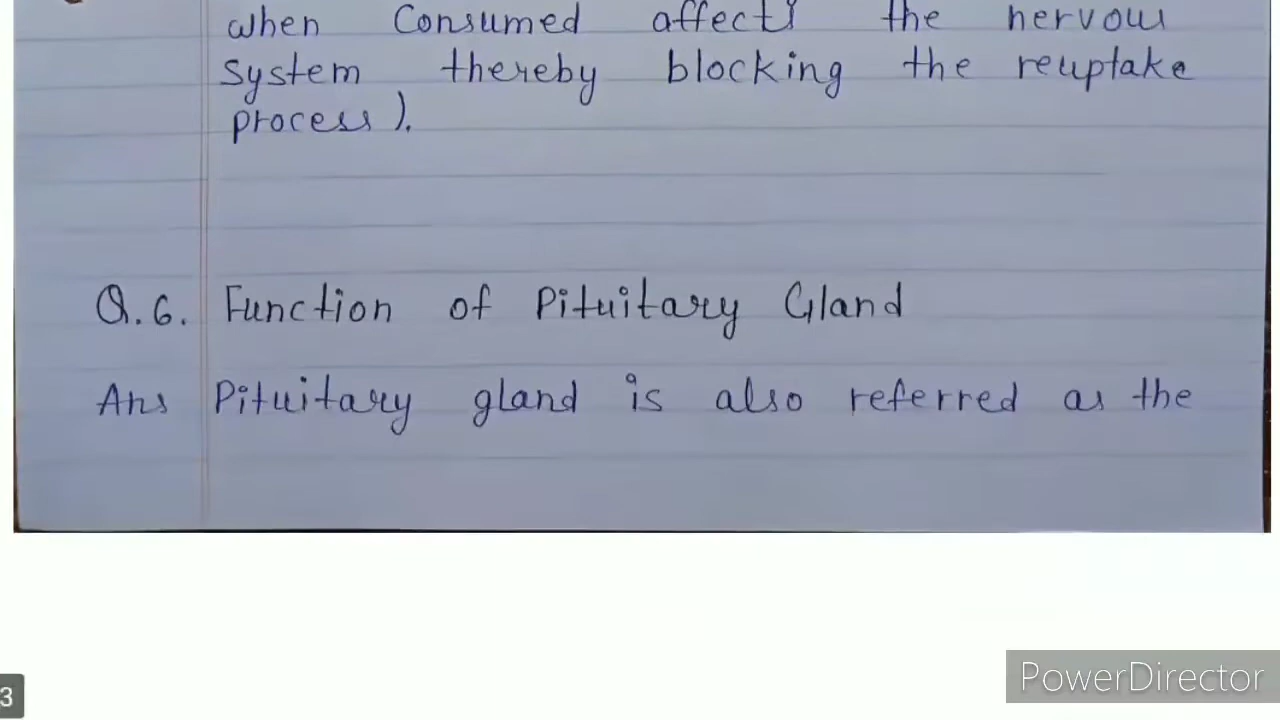 when Consumed affects the nervous
system thereby blocking the reuptake
process).
Q.6. Function of Pituitary Gland
Ans Pituitary gland is also referred as the
3
PowerDirector